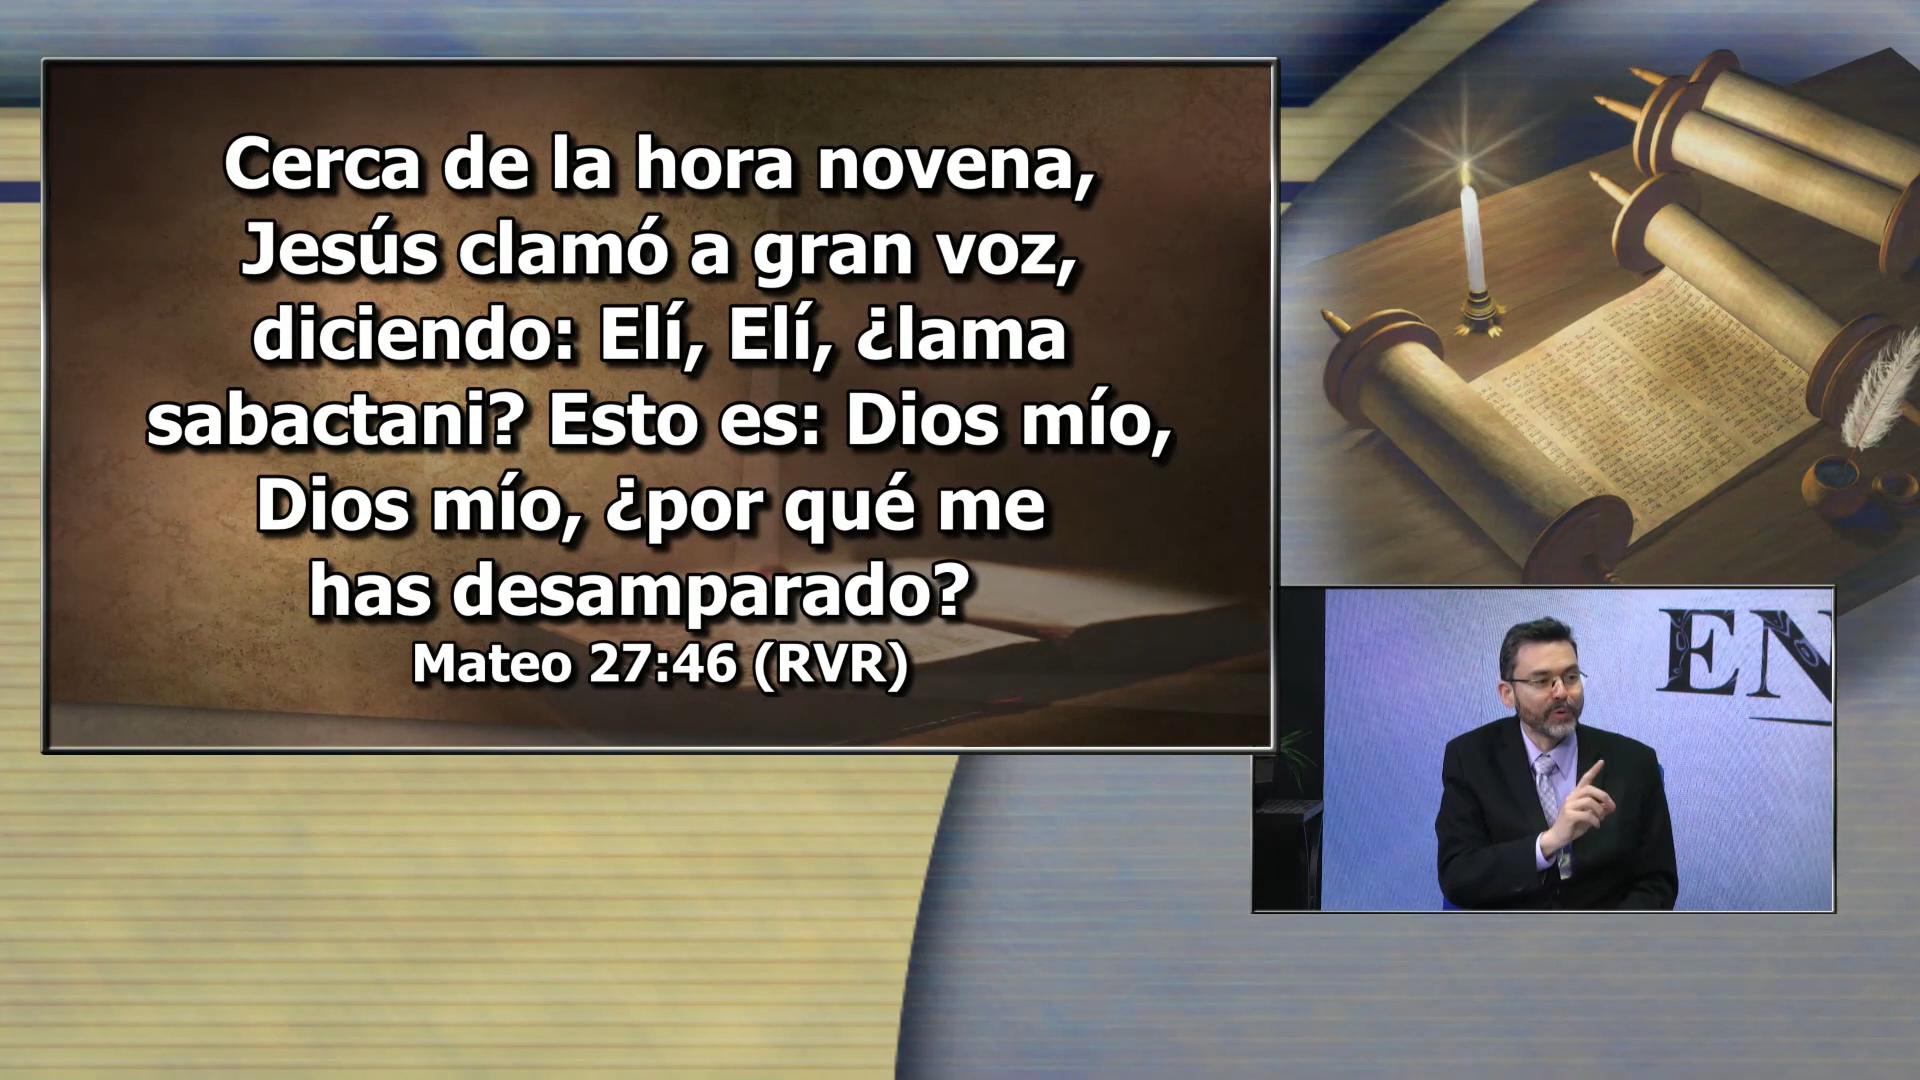 Cerca de la hora novena,
Jesús clamó a gran voz,
diciendo: Elí, Elí, ¿lama
sabactani? Esto es: Dios mío,
Dios mío, ¿por qué me
has desamparado?
Mateo 27:46 (RVR)
EN